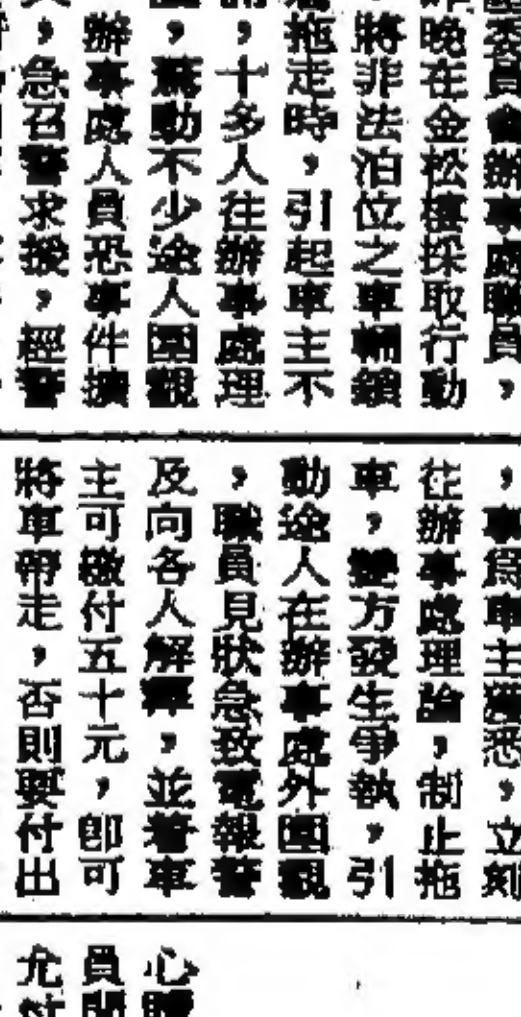 國委員會辦事處職員,
昨晚在金松樓採取行動
,將非法泊位之車輛鎖
着拖走時,引起車主不
滿,十多人往辦事處理
,驚動不少途人圍觀
,辦事處人員恐事件擴
大,急召警求援,經警
,事為車主獲悉,立刻
往辦事處理論,制止拖
車,雙方發生爭執,引
動途人在辦事處外圍觀
,職員見狀急致電報警
及向各人解釋,並着車
主可繳付五十元,即可
將車帶走,否則要付出
心
員
允